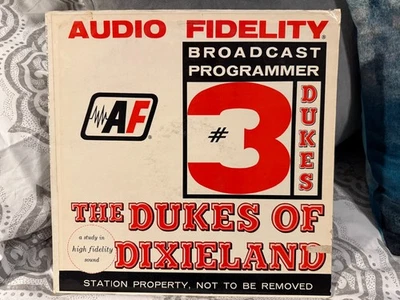 AUDIO FIDELITY®
BROADCAST
PROGRAMMER
AF
#3
DUKES
THE DUKES OF
DIXIELAND
a study in
high fidelity
sound
STATION PROPERTY, NOT TO BE REMOVED